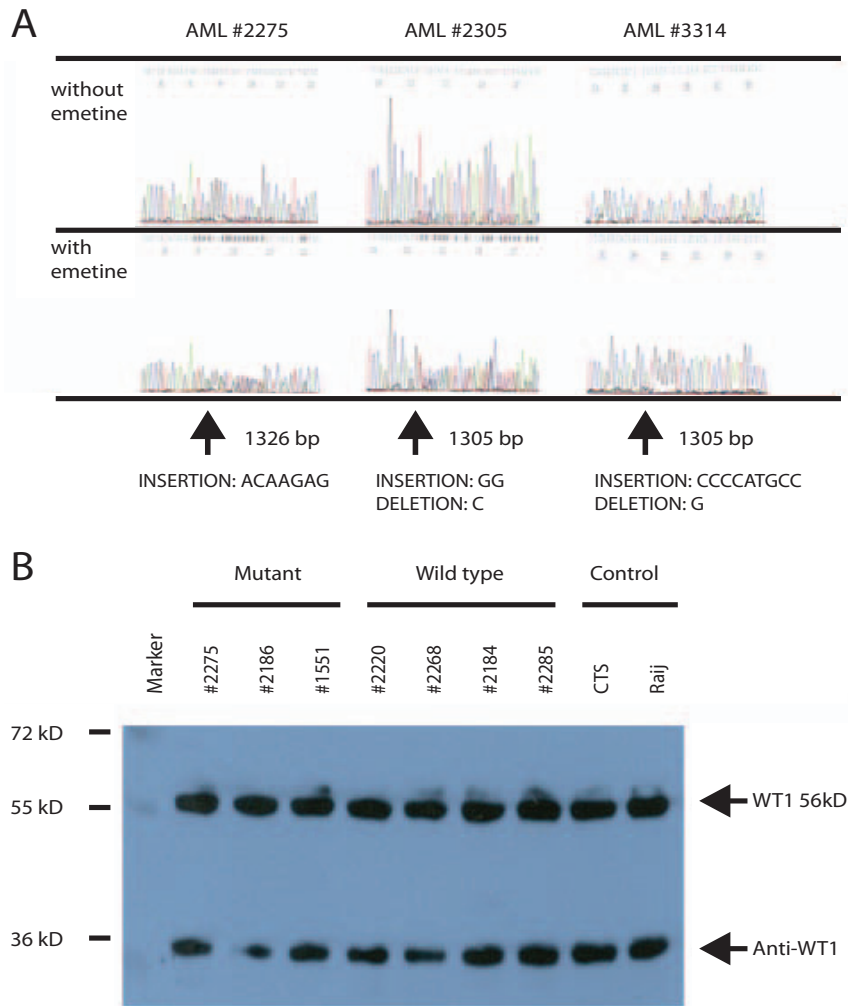 A
AML #2275 AML #2305 AML #3314
without
emetine
with
emetine
1326 bp 1305 bp 1305 bp
INSERTION: ACAAGAG
INSERTION: GG
DELETION: C
INSERTION: CCCCATGCC
DELETION: G
B
Mutant Wild type Control
Marker #2275 #2186 #1551 #2220 #2268 #2184 #2285 CTS Raij
72 kD
55 kD
WT1 56kD
36 kD
Anti-WT1